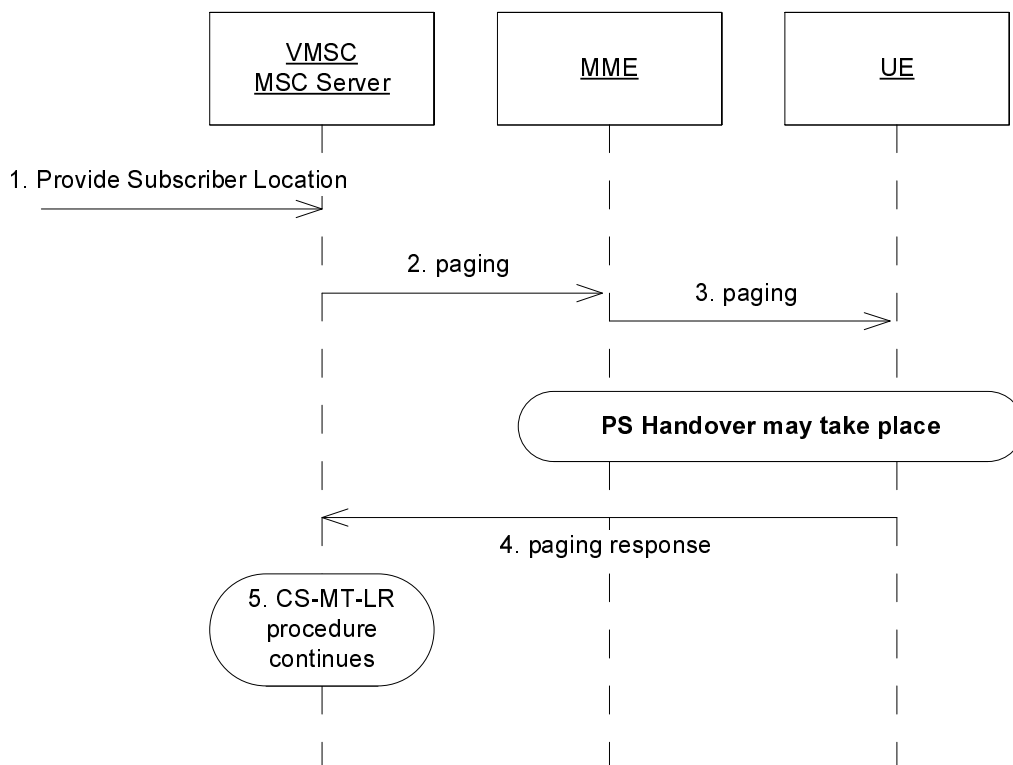 VMSC
MSC Server
MME
UE
1. Provide Subscriber Location
2. paging
3. paging
PS Handover may take place
4. paging response
5. CS-MT-LR
procedure
continues